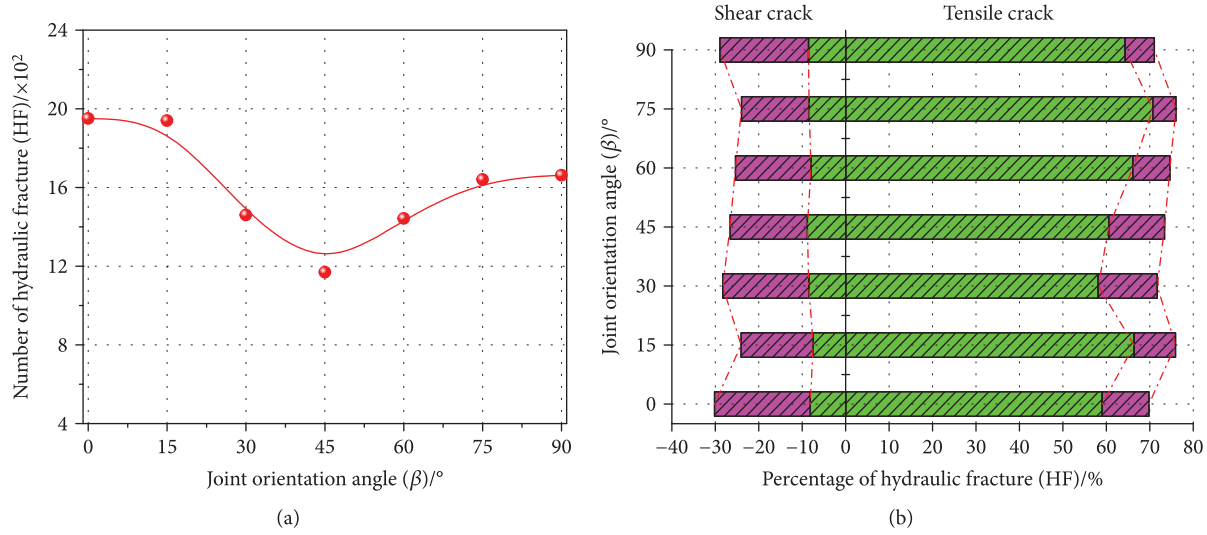 24
20
16
12
8
4
Number of hydraulic fracture (HF)/×10²
0 15 30 45 60 75 90
Joint orientation angle (β)/°
(a)
Shear crack Tensile crack
90
75
60
45
30
15
0
Joint orientation angle (β)/°
−40 −30 −20 −10 0 10 20 30 40 50 60 70 80
Percentage of hydraulic fracture (HF)/%
(b)